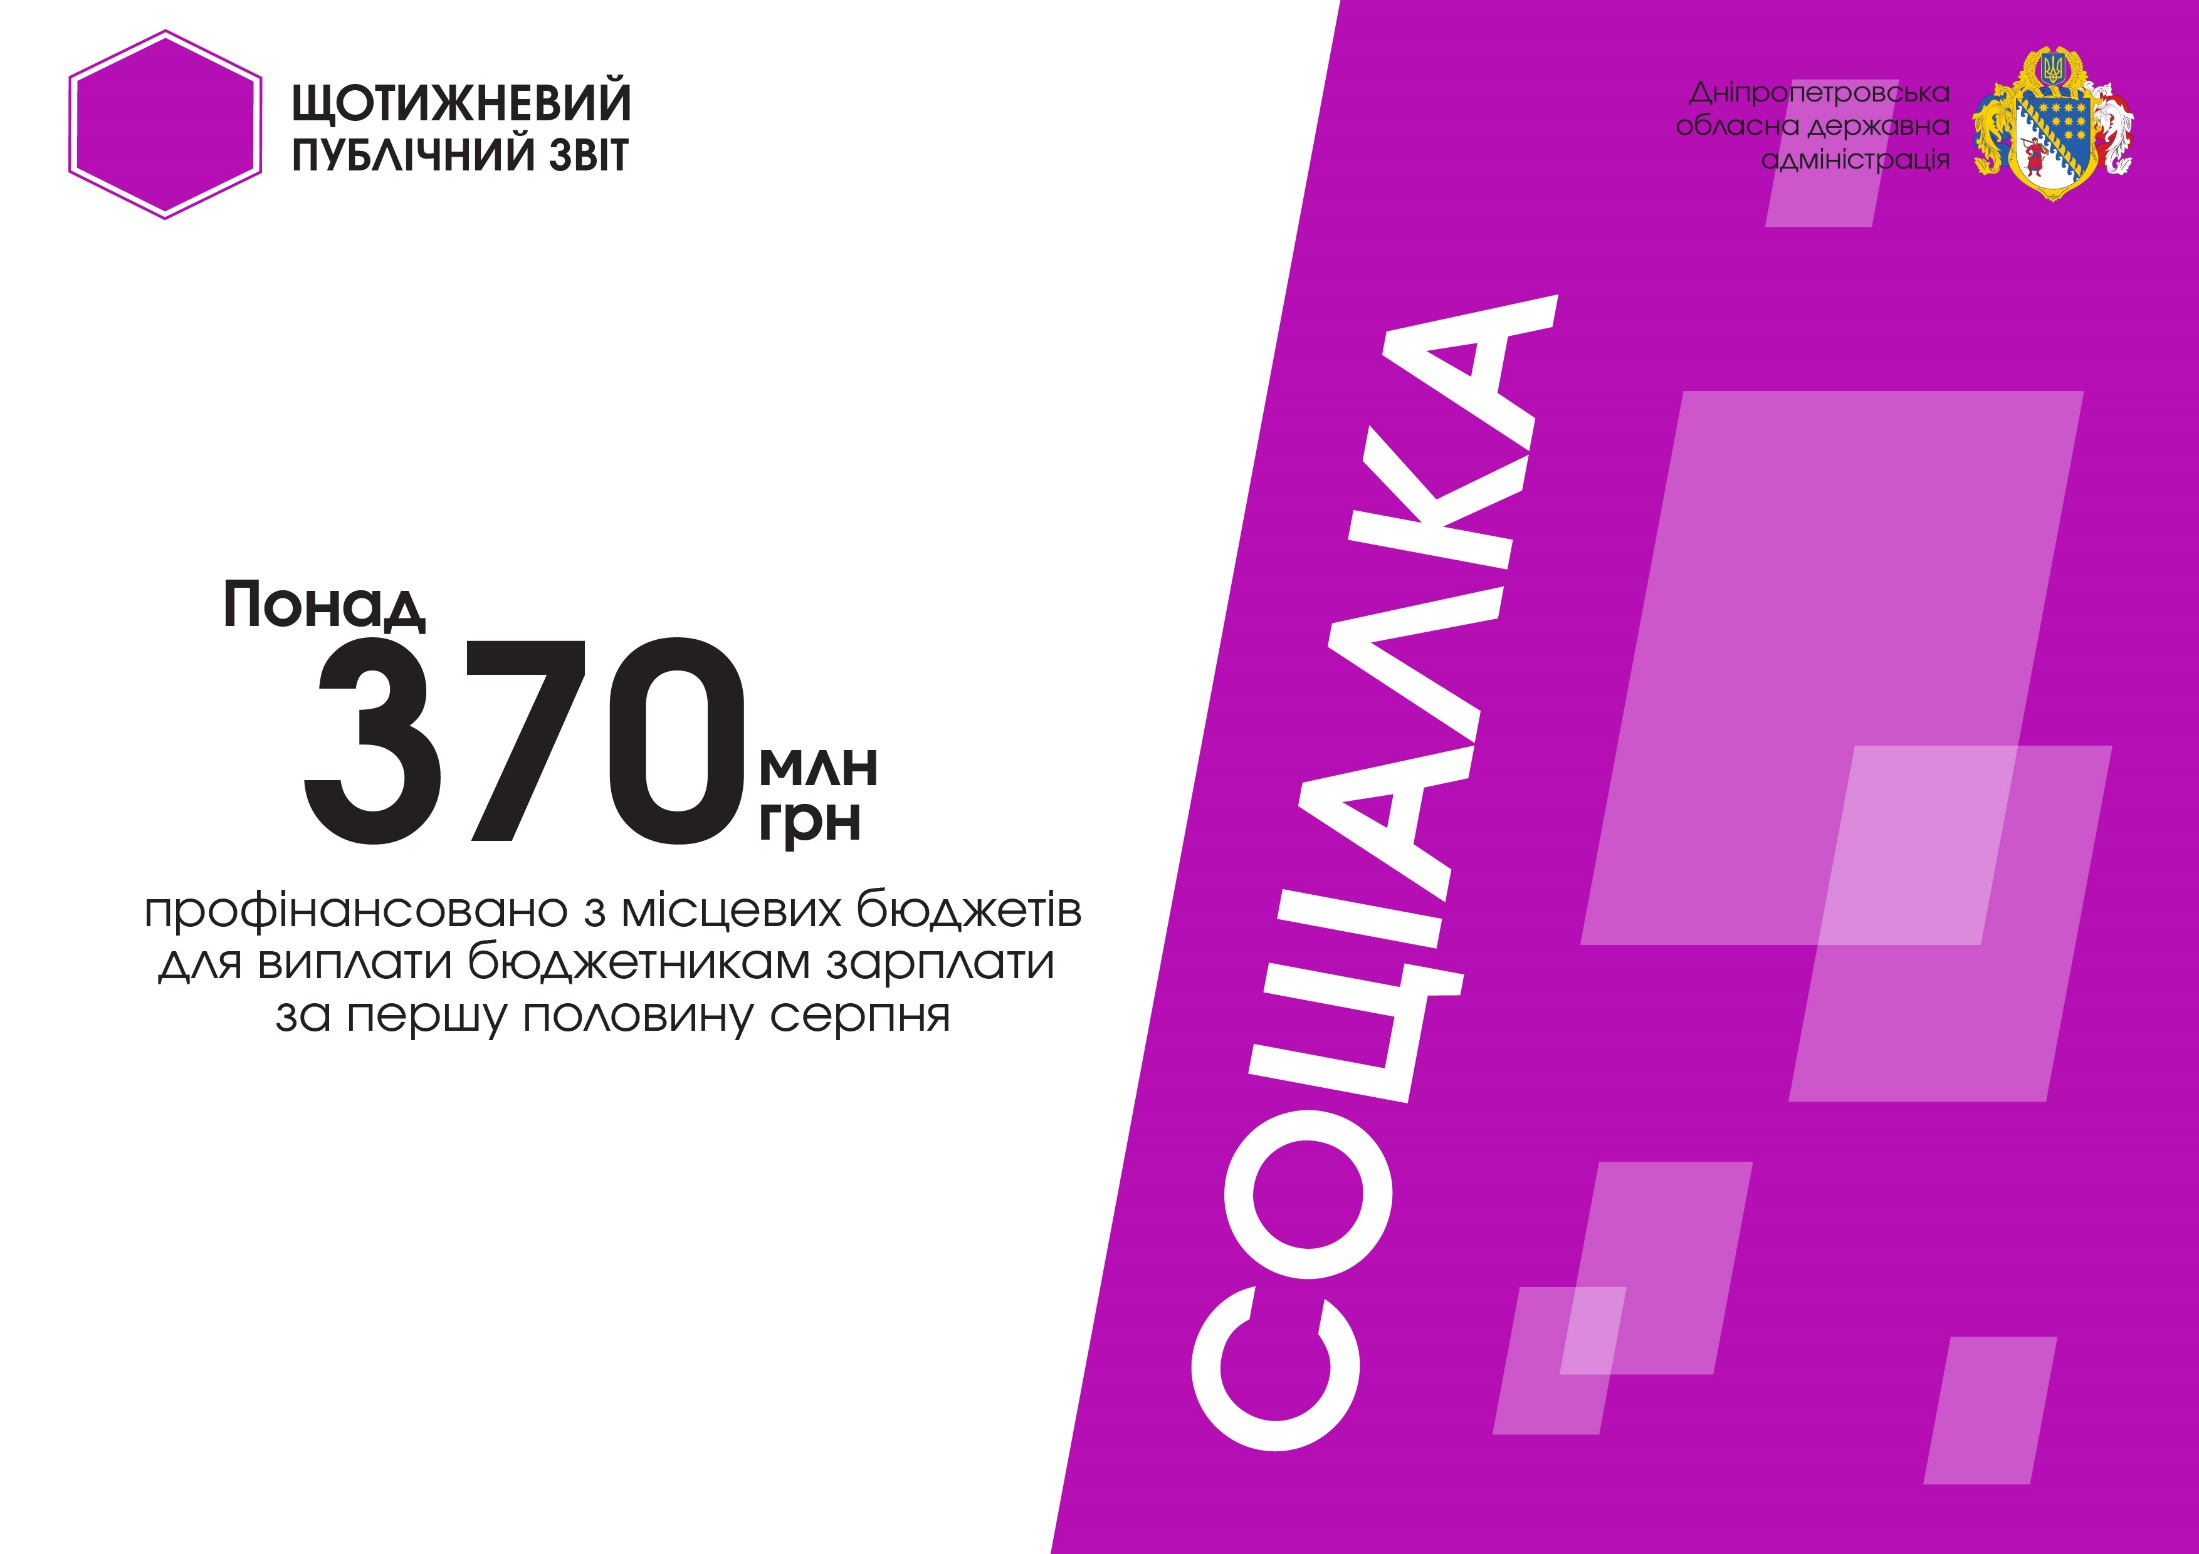 ЩОТИЖНЕВИЙ
ПУБЛІЧНИЙ ЗВІТ
Дніпропетровська
обласна державна
адміністрація
Понад
370
млн
грн
профінансовано з місцевих бюджетів
для виплати бюджетникам зарплати
за першу половину серпня
СОЦІАЛКА